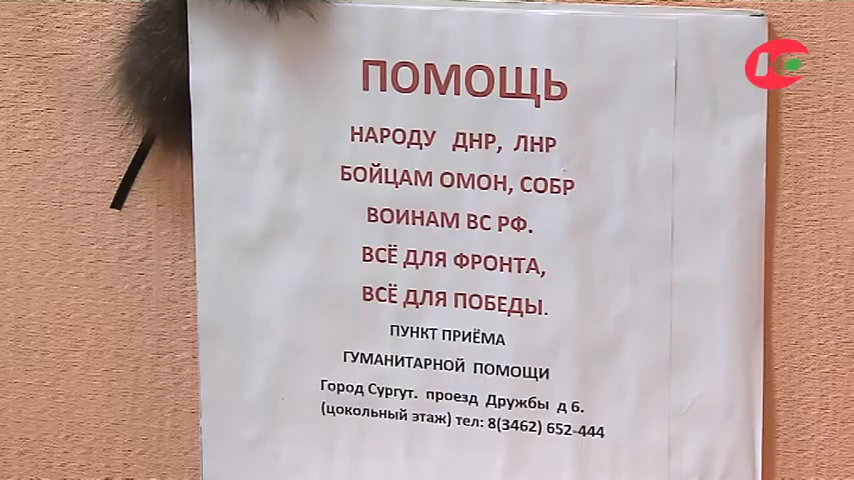 ПОМОЩЬ
НАРОДУ ДНР, ЛНР
БОЙЦАМ ОМОН, СОБР
ВОИНАМ ВС РФ.
ВСЁ ДЛЯ ФРОНТА,
ВСЁ ДЛЯ ПОБЕДЫ.
ПУНКТ ПРИЁМА
ГУМАНИТАРНОЙ ПОМОЩИ
Город Сургут. проезд Дружбы д 6.
(цокольный этаж) тел: 8(3462) 652-444